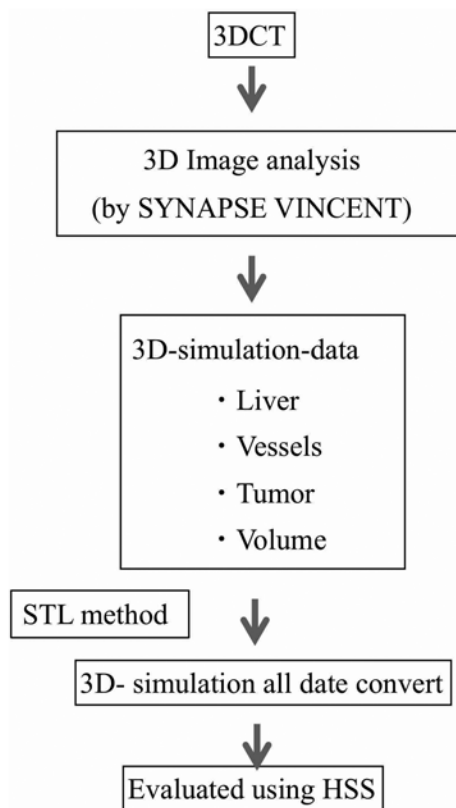 3DCT
3D Image analysis
(by SYNAPSE VINCENT)
3D-simulation-data
・Liver
・Vessels
・Tumor
・Volume
STL method
3D- simulation all date convert
Evaluated using HSS